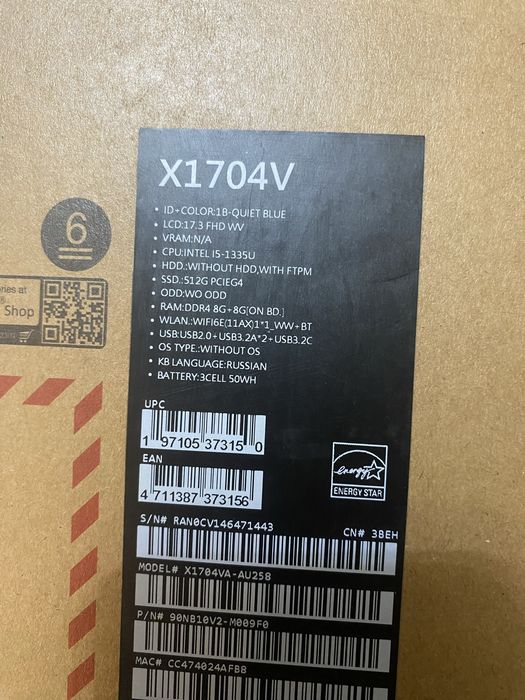 X1704V
• ID+COLOR:1B-QUIET BLUE
• LCD:17.3 FHD WV
• VRAM:N/A
• CPU:INTEL I5-1335U
• HDD.:WITHOUT HDD,WITH FTPM
• SSD.:512G PCIEG4
• ODD:WO ODD
• RAM:DDR4 8G+8G[ON BD.]
• WLAN.:WIFI6E(11AX)1*1_WW+BT
• USB:USB2.0+USB3.2A*2+USB3.2C
• OS TYPE.:WITHOUT OS
• KB LANGUAGE:RUSSIAN
• BATTERY:3CELL 50WH
6
ries at
® Shop
UPC
1 97105 37315 0
EAN
4 711387 373156
energy
ENERGY STAR
S/N# RAN0CV146471443 CN# 3BEH
MODEL# X1704VA-AU258
P/N# 90NB10V2-M009F0
MAC# CC474024AFB8